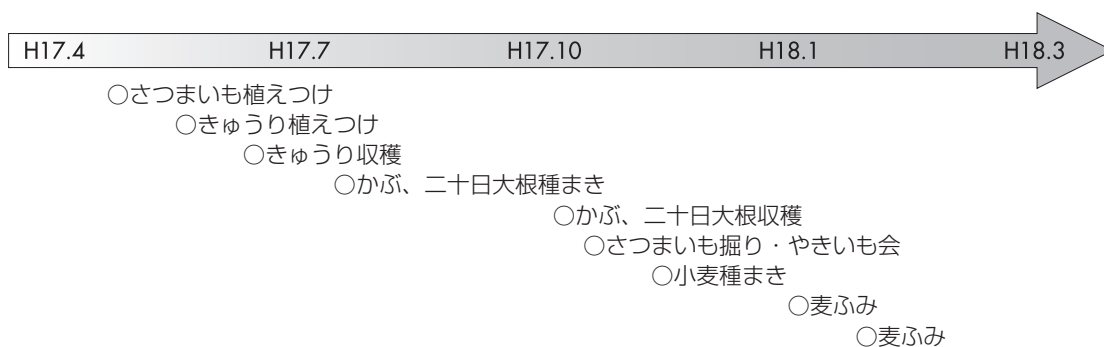 H17.4 H17.7 H17.10 H18.1 H18.3
○さつまいも植えつけ
○きゅうり植えつけ
○きゅうり収穫
○かぶ、二十日大根種まき
○かぶ、二十日大根収穫
○さつまいも掘り・やきいも会
○小麦種まき
○麦ふみ
○麦ふみ